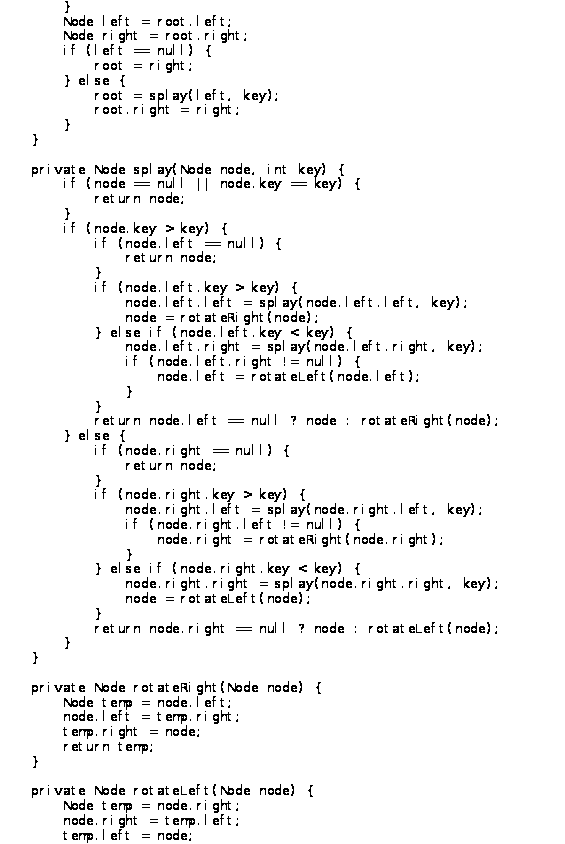 }
        Node left = root.left;
        Node right = root.right;
        if (left == null) {
            root = right;
        } else {
            root = splay(left, key);
            root.right = right;
        }
    }

    private Node splay(Node node, int key) {
        if (node == null || node.key == key) {
            return node;
        }
        if (node.key > key) {
            if (node.left == null) {
                return node;
            }
            if (node.left.key > key) {
                node.left.left = splay(node.left.left, key);
                node = rotateRight(node);
            } else if (node.left.key < key) {
                node.left.right = splay(node.left.right, key);
                if (node.left.right != null) {
                    node.left = rotateLeft(node.left);
                }
            }
            return node.left == null ? node : rotateRight(node);
        } else {
            if (node.right == null) {
                return node;
            }
            if (node.right.key > key) {
                node.right.left = splay(node.right.left, key);
                if (node.right.left != null) {
                    node.right = rotateRight(node.right);
                }
            } else if (node.right.key < key) {
                node.right.right = splay(node.right.right, key);
                node = rotateLeft(node);
            }
            return node.right == null ? node : rotateLeft(node);
        }
    }

    private Node rotateRight(Node node) {
        Node temp = node.left;
        node.left = temp.right;
        temp.right = node;
        return temp;
    }

    private Node rotateLeft(Node node) {
        Node temp = node.right;
        node.right = temp.left;
        temp.left = node;